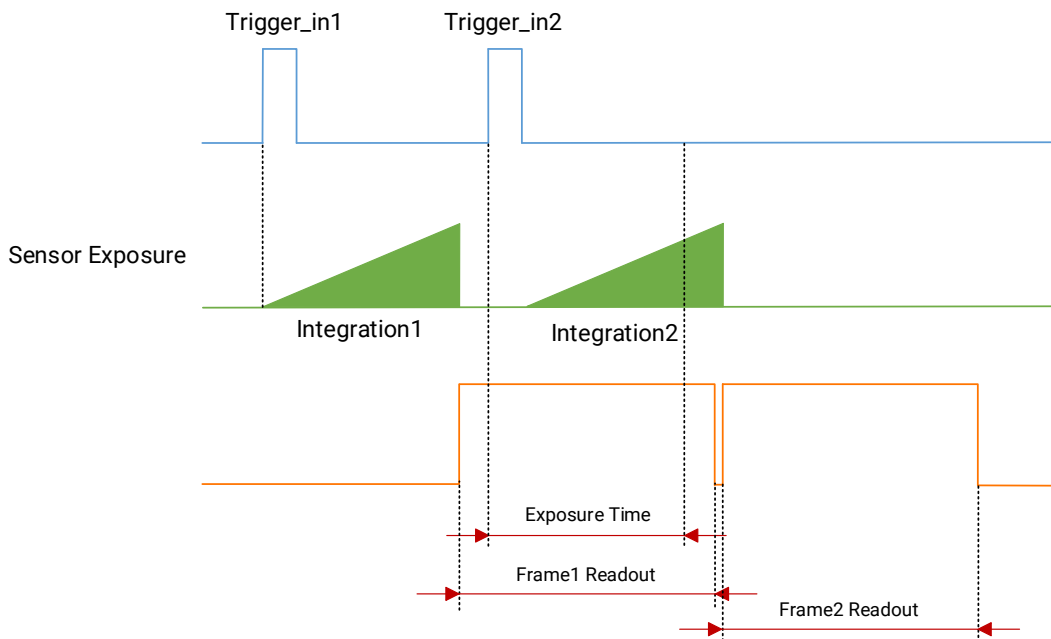 Trigger_in1
Trigger_in2
Sensor Exposure
Integration1
Integration2
Exposure Time
Frame1 Readout
Frame2 Readout